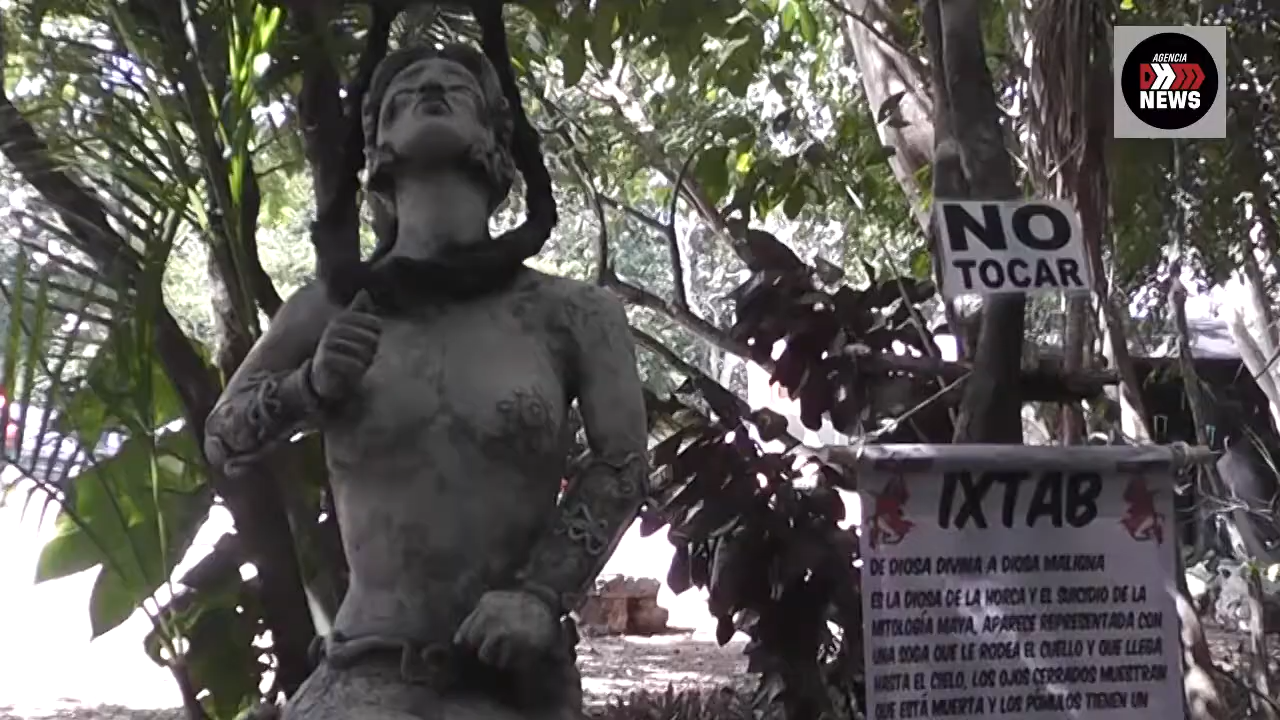 AGENCIA
D
NEWS
NO
TOCAR
IXTAB
DE DIOSA DIVINA A DIOSA MALIGNA
ES LA DIOSA DE LA HORCA Y EL SUICIDIO DE LA
MITOLOGÍA MAYA, APARECE REPRESENTADA CON
UNA SOGA QUE LE RODEA EL CUELLO Y QUE LLEGA
HASTA EL CIELO, LOS OJOS CERRADOS MUESTRAN
QUE ESTÁ MUERTA Y LOS PÓMULOS TIENEN UN